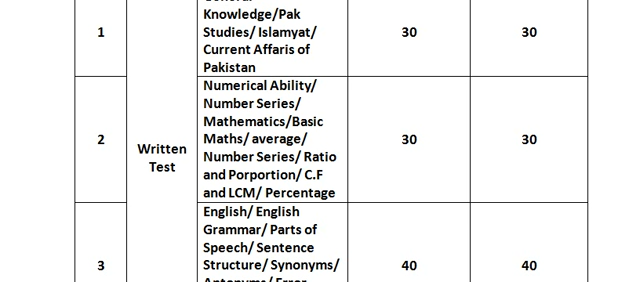 1
Knowledge/Pak
Studies/ Islamyat/
Current Affaris of
Pakistan
30
30
Written
Test
2
Numerical Ability/
Number Series/
Mathematics/Basic
Maths/ average/
Number Series/ Ratio
and Porportion/ C.F
and LCM/ Percentage
30
30
3
English/ English
Grammar/ Parts of
Speech/ Sentence
Structure/ Synonyms/
40
40